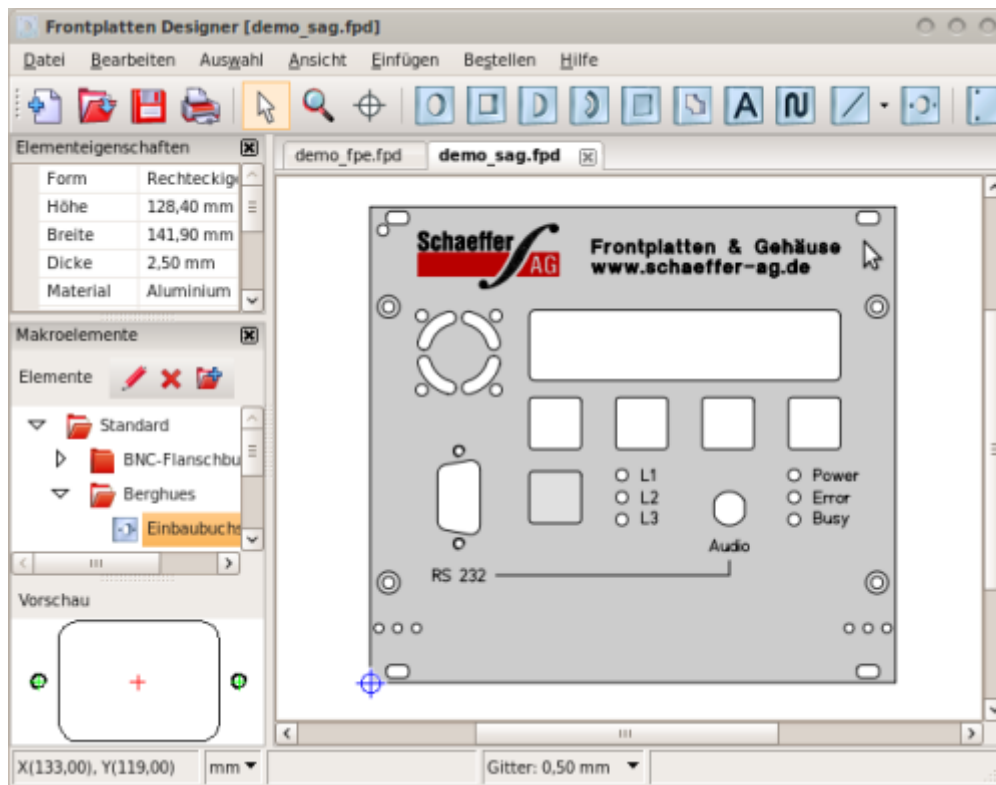 Frontplatten Designer [demo_sag.fpd]
Datei Bearbeiten Auswahl Ansicht Einfügen Bestellen Hilfe
Elementeigenschaften
Form Rechteckig
Höhe 128,40 mm
Breite 141,90 mm
Dicke 2,50 mm
Material Aluminium
Makroelemente
Elemente
Standard
BNC-Flanschbu
Berghues
Einbaubuchs
Vorschau
demo_fpe.fpd demo_sag.fpd
Schaeffer
AG
Frontplatten & Gehäuse
www.schaeffer-ag.de
L1
L2
L3
Power
Error
Busy
Audio
RS 232
X(133,00), Y(119,00) mm Gitter: 0,50 mm